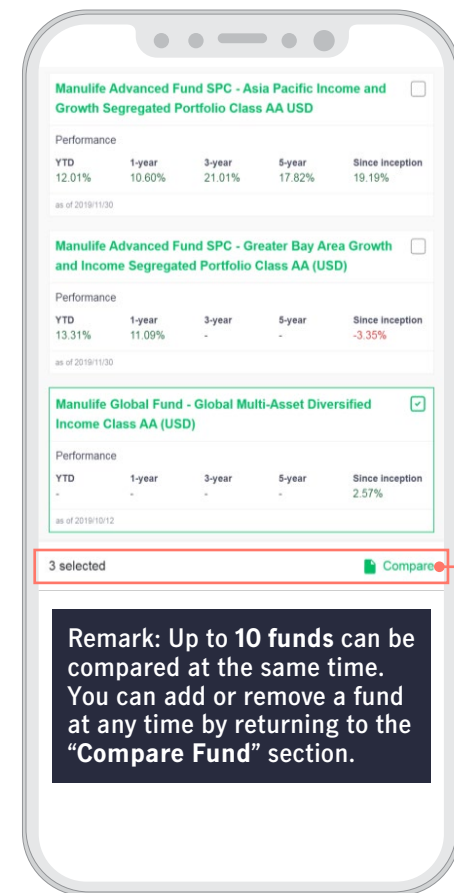 Manulife Advanced Fund SPC - Asia Pacific Income and
Growth Segregated Portfolio Class AA USD
Performance
YTD 1-year 3-year 5-year Since inception
12.01% 10.60% 21.01% 17.82% 19.19%
as of 2019/11/30
Manulife Advanced Fund SPC - Greater Bay Area Growth
and Income Segregated Portfolio Class AA (USD)
Performance
YTD 1-year 3-year 5-year Since inception
13.31% 11.09% - - -3.35%
as of 2019/11/30
Manulife Global Fund - Global Multi-Asset Diversified
Income Class AA (USD)
Performance
YTD 1-year 3-year 5-year Since inception
- - - - 2.57%
as of 2019/10/12
3 selected Compare
Remark: Up to 10 funds can be
compared at the same time.
You can add or remove a fund
at any time by returning to the
“Compare Fund” section.